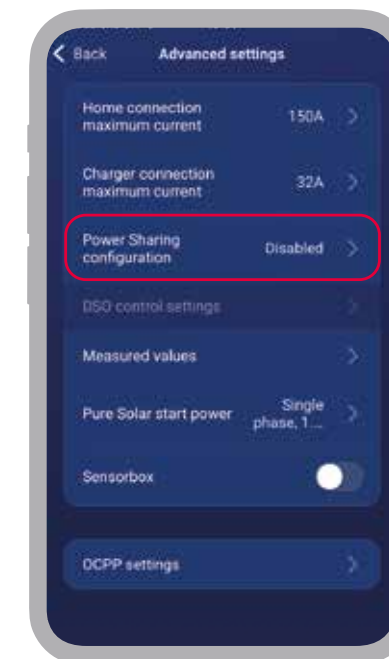 Back Advanced settings
Home connection
maximum current
150A
Charger connection
maximum current
32A
Power Sharing
configuration
Disabled
DSO control settings
Measured values
Pure Solar start power
Single
phase, 1...
Sensorbox
OCPP settings